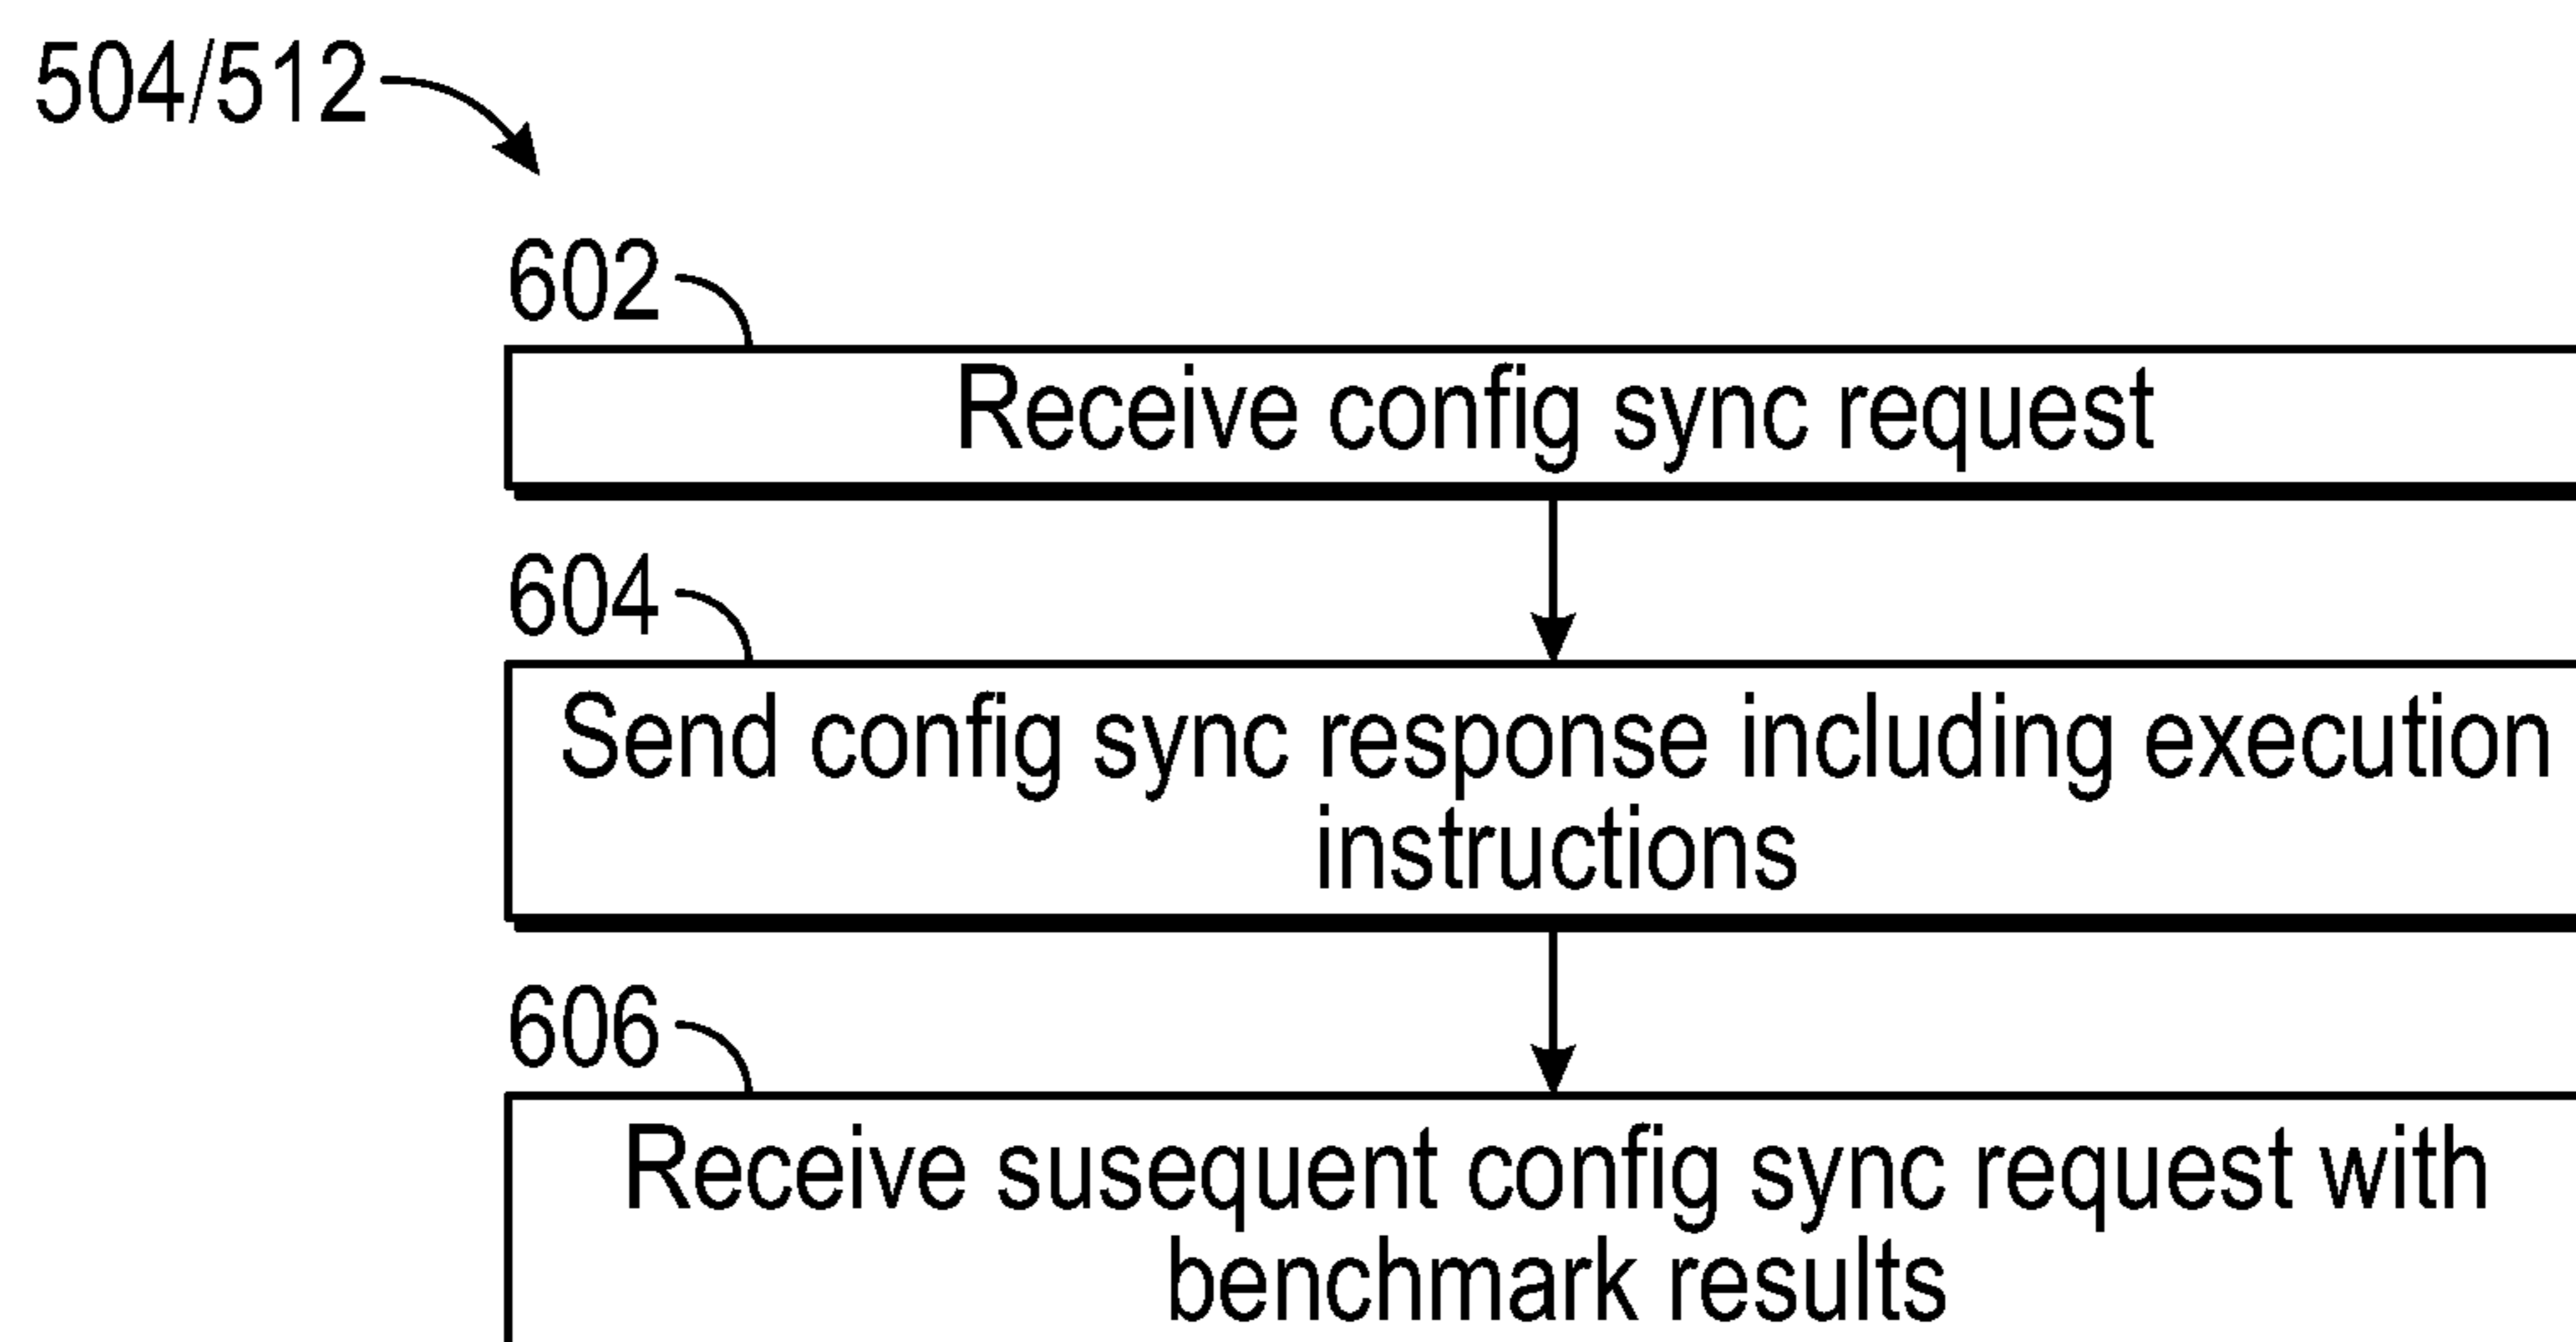 504/512
602
Receive config sync request
604
Send config sync response including execution
instructions
606
Receive susequent config sync request with
benchmark results